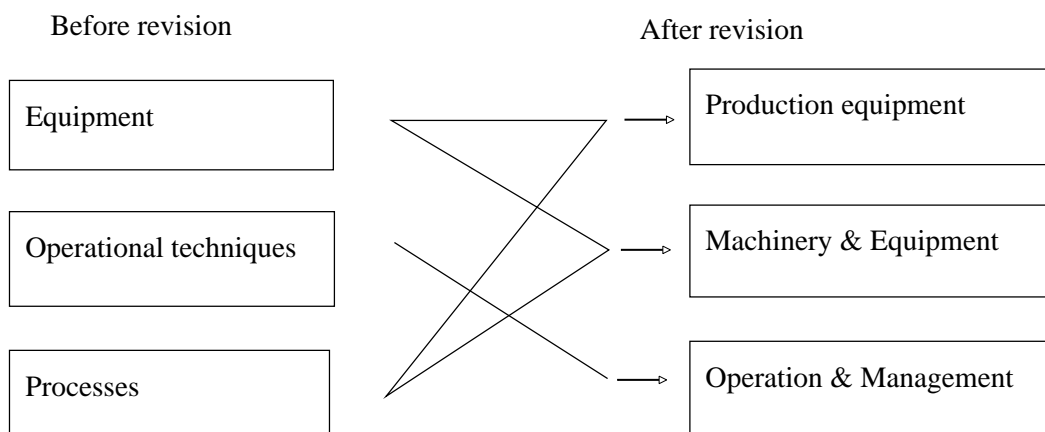 Before revision
After revision
Equipment
Production equipment
Operational techniques
Machinery & Equipment
Processes
Operation & Management